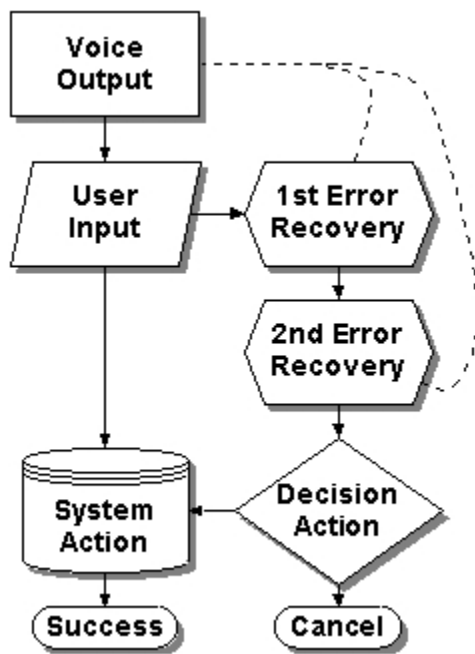 Voice
Output
User
Input
1st Error
Recovery
2nd Error
Recovery
System
Action
Decision
Action
Success
Cancel